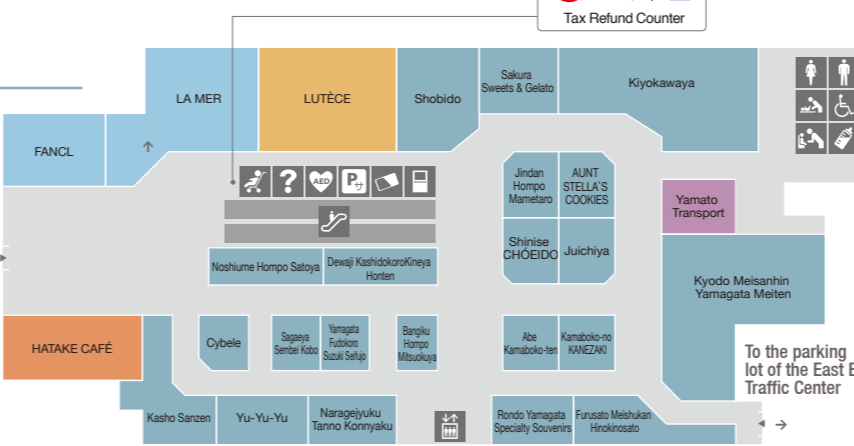 Tax Refund Counter
LA MER
LUTÈCE
Shobido
Sakura
Sweets & Gelato
Kiyokawaya
FANCL
AED
P
サ
?
Jindan
Hompo
Mametaro
AUNT
STELLA'S
COOKIES
Yamato
Transport
Shinise
CHŌEIDO
Juichiya
Noshiume Hompo Satoya
Dewaji KashidokoroKineya
Honten
Kyodo Meisanhin
Yamagata Meiten
HATAKE CAFÉ
Cybele
Sagaeya
Sembei Kobo
Yamagata
Fudokoro
Suzuki Seifujo
Bangiku
Hompo
Mitsuokuya
Abe
Kamaboko-ten
Kamaboko-no
KANEZAKI
To the parking
lot of the East E
Traffic Center
Kasho Sanzen
Yu-Yu-Yu
Naragejyuku
Tanno Konnyaku
Rondo Yamagata
Specialty Souvenirs
Furusato Meishukan
Hinokinosato